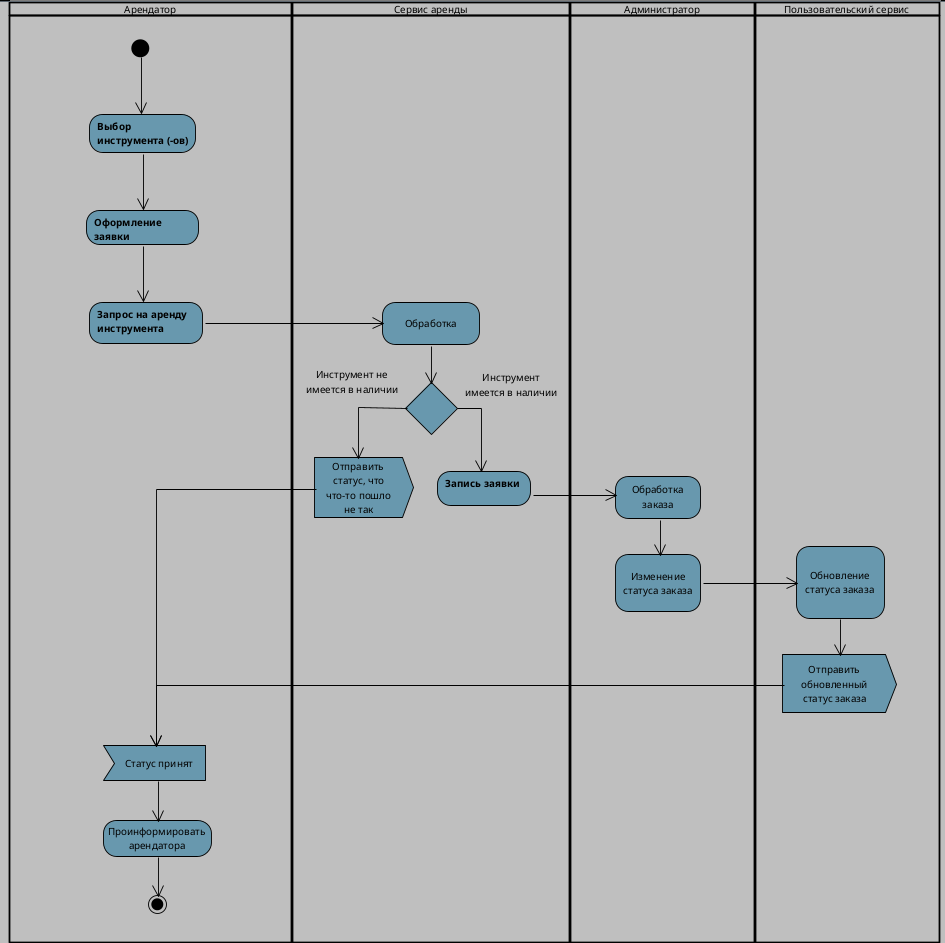 Арендатор
Сервис аренды
Администратор
Пользовательский сервис
Выбор
инструмента (-ов)
Оформление
заявки
Запрос на аренду
инструмента
Обработка
Инструмент не
имеется в наличии
Инструмент
имеется в наличии
Отправить
статус, что
что-то пошло
не так
Запись заявки
Обработка
заказа
Изменение
статуса заказа
Обновление
статуса заказа
Отправить
обновленный
статус заказа
Статус принят
Проинформировать
арендатора